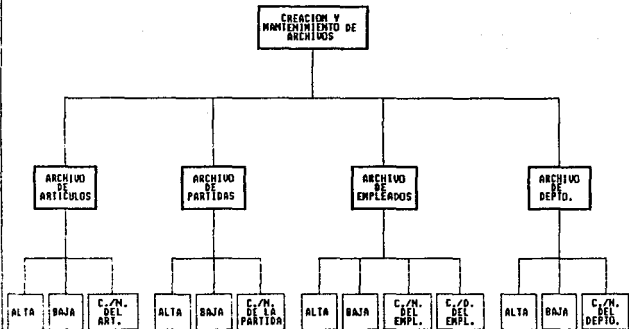 CREACION Y
MANTENIMIENTO DE
ARCHIVOS
ARCHIVO
DE
ARTICULOS
ARCHIVO
DE
PARTIDAS
ARCHIVO
DE
EMPLEADOS
ARCHIVO
DE
DEPTO.
ALTA
BAJA
C./M.
DEL
ART.
ALTA
BAJA
C./M.
DE LA
PARTIDA
ALTA
BAJA
C./M.
DEL
EMPL.
C./D.
DEL
EMPL.
ALTA
BAJA
C./M.
DEL
DEPTO.